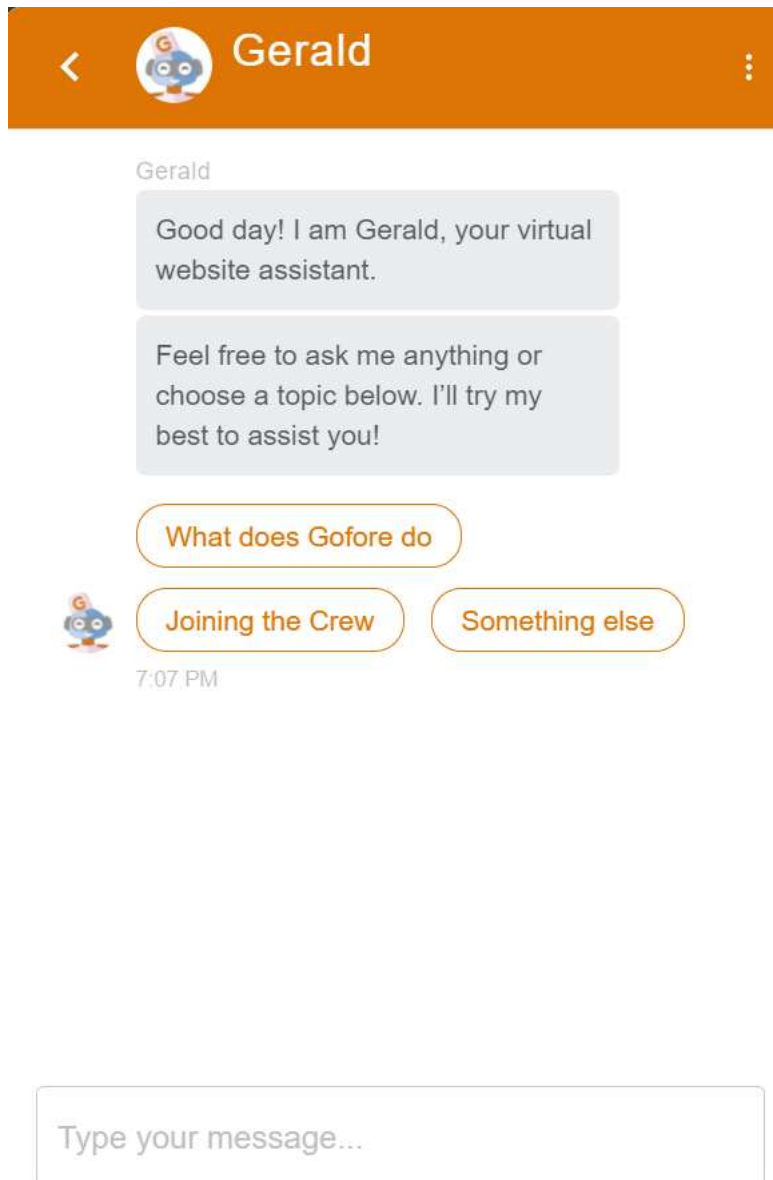 Gerald
Gerald
Good day! I am Gerald, your virtual
website assistant.
Feel free to ask me anything or
choose a topic below. I’ll try my
best to assist you!
What does Gofore do
Joining the Crew
Something else
7:07 PM
Type your message...